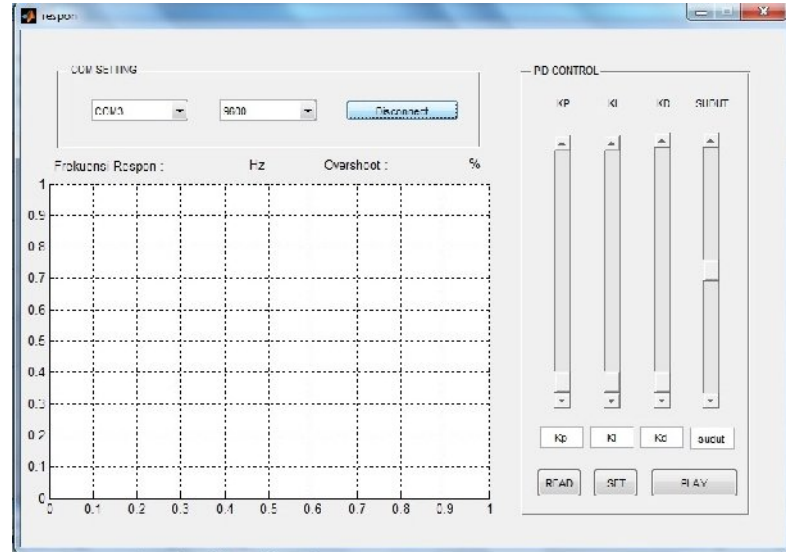 respon
COM SETTING
COM3
9600
Disconnect
Frekuensi Respon :
Hz
Overshoot :
%
1
0.9
0.8
0.7
0.6
0.5
0.4
0.3
0.2
0.1
0
0 0.1 0.2 0.3 0.4 0.5 0.6 0.7 0.8 0.9 1
PID CONTROL
KP KI KD SUDUT
Kp Ki Kd sudut
READ SET PLAY